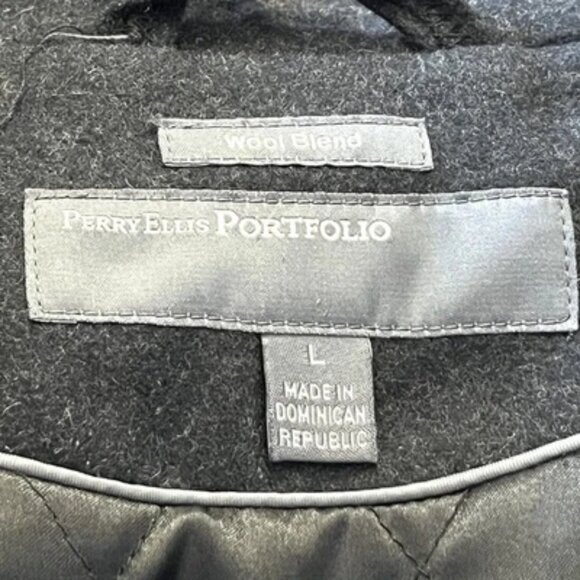 Wool Blend
PERRY ELLIS PORTFOLIO
L
MADE IN
DOMINICAN
REPUBLIC